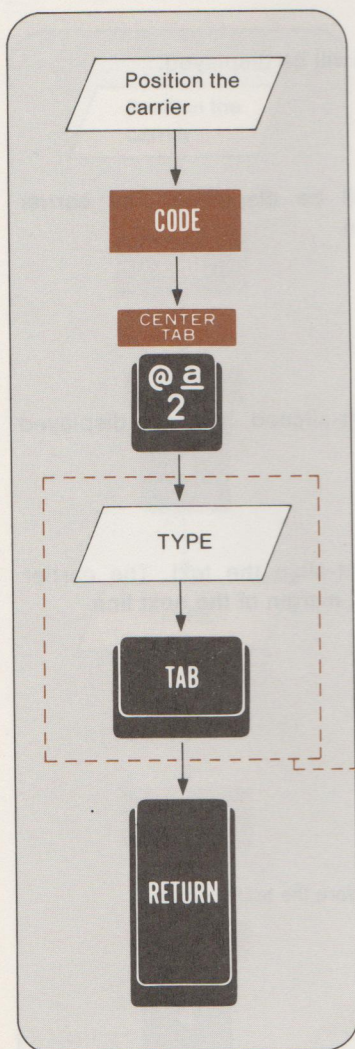 Position the
carrier
CODE
CENTER
TAB
@ a
2
TYPE
TAB
RETURN